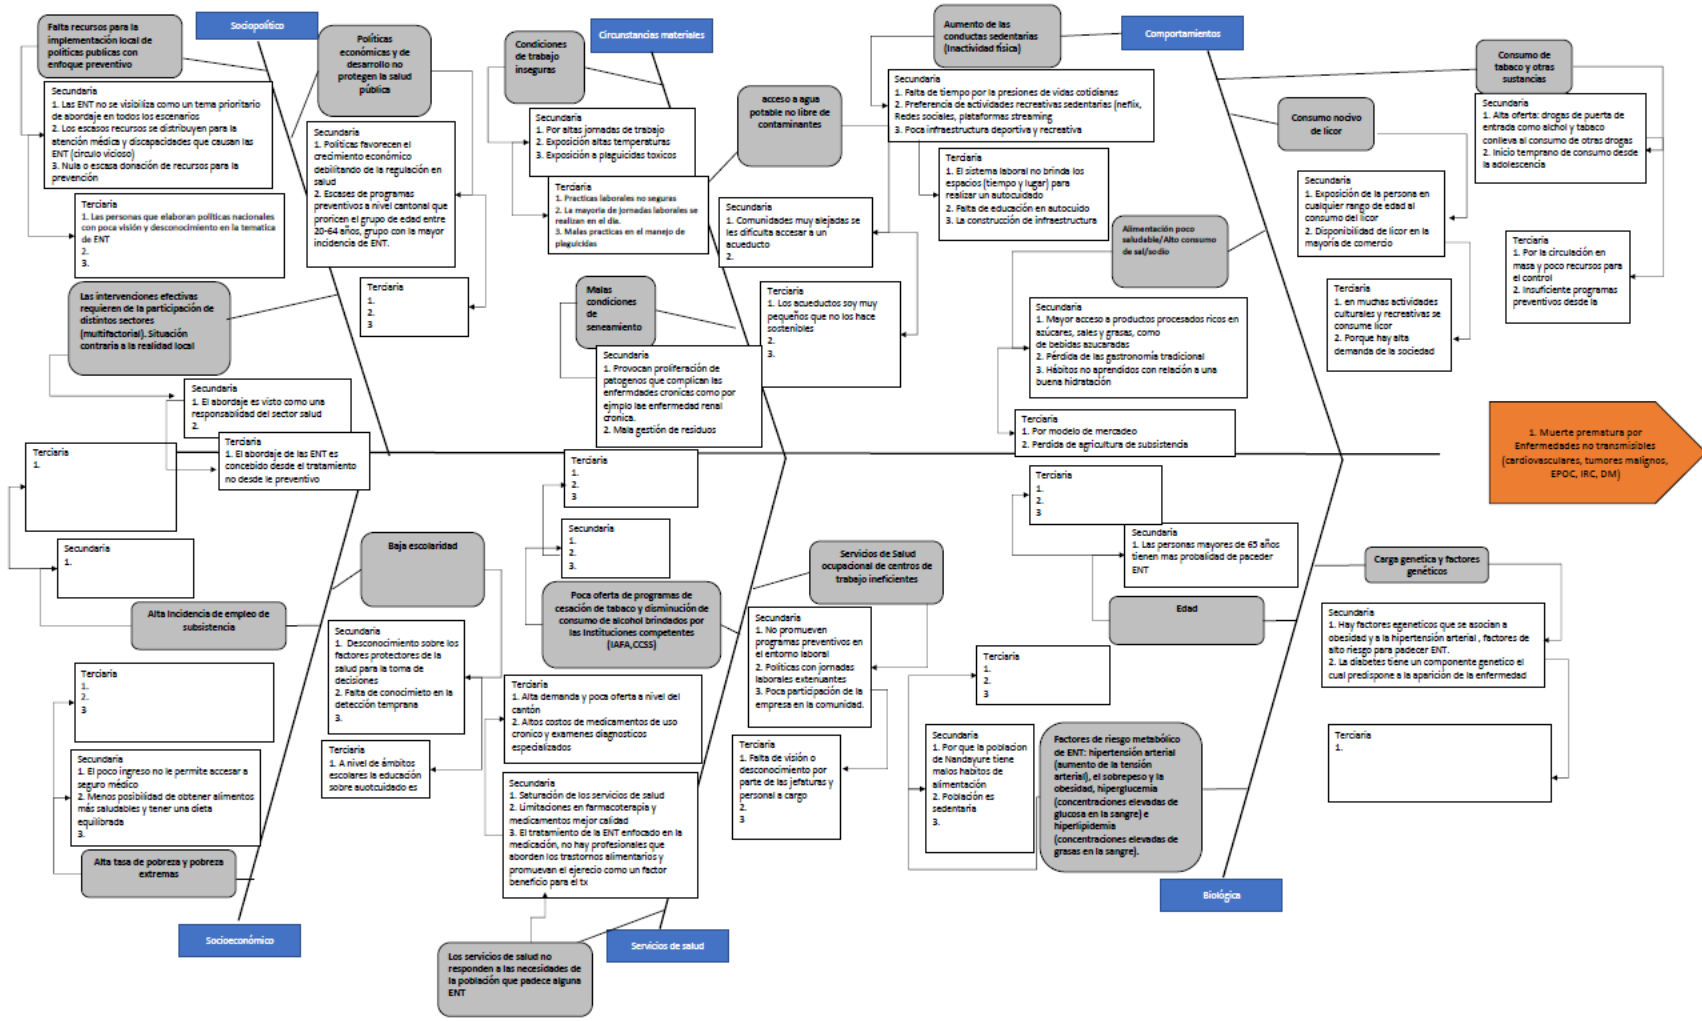 Sociopolítico
Falta recursos para la
implementación local de
políticas publicas con
enfoque preventivo
Secundaria
1. Las ENT no se visibiliza como un tema prioritario
de abordaje en todos los escenarios
2. Los escasos recursos se distribuyen para la
atención médica y discapacidades que causan las
ENT (circulo vicioso)
3. Nula o escara donación de recursos para la
prevención
Terciaria
1. Las personas que elaboran políticas nacionales
con poca visión y desconocimiento en la tematica
de ENT
2.
3.
Políticas
económicas y de
desarrollo no
protegen la salud
pública
Secundaria
1. Políticas favorecen el
crecimiento económico
debilitando de la regulación en
salud
2. Escases de programas
preventivos a nivel cantonal que
proricen el grupo de edad entre
20-64 años, grupo con la mayor
incidencia de ENT.
Terciaria
1.
2.
3
Las intervenciones efectivas
requieren de la participación de
distintos sectores
(multifactorial). Situación
contraria a la realidad local
Secundaria
1. El abordaje es visto como una
responsablidad del sector salud
2.
Terciaria
1. El abordaje de las ENT es
concebido desde el tratamiento
no desde le preventivo
Circunstancias materiales
Condiciones
de trabajo
inseguras
Secundaria
1. Por altas jornadas de trabajo
2. Exposición altas temperaturas
3. Exposición a plaguicidas toxicos
Terciaria
1. Practicas laborales no seguras
2. La mayoria de jornadas laborales se
realizan en el dia.
3. Malas practicas en el manejo de
plaguicidas
acceso a agua
potable no libre de
contaminantes
Secundaria
1. Comunidades muy alejadas se
les dificulta accesar a un
acueducto
2.
Terciaria
1. Los acueductos soy muy
pequeños que no los hace
sostenibles
2.
3.
Malas
condiciones
de
seneamiento
Secundaria
1. Provocan proliferación de
patogenos que complican las
enfermdades cronicas como por
ejmplo lae enfermedad renal
cronica.
2. Mala gestión de residuos
Comportamientos
Aumento de las
conductas sedentarias
(Inactividad física)
Secundaria
1. Falta de tiempo por la presiones de vidas cotidianas
2. Preferencia de actividades recreativas sedentarias (neflix,
Redes sociales, plataformas streaming
3. Poca infraestructura deportiva y recreativa
Terciaria
1. El sistema laboral no brinda los
espacios (tiempo y lugar) para
realizar un autocuidado
2. Falta de educación en autocuido
3. La construcción de infraestructura
Consumo de
tabaco y otras
sustancias
Secundaria
1. Alta oferta: drogas de puerta de
entrada como alchol y tabaco
conlleva al consumo de otras drogas
2. Inicio temprano de consumo desde
la adolescencia
Terciaria
1. Por la circulación en
masa y poco recursos para
el control
2. Insuficiente programas
preventivos desde la
Consumo nocivo
de licor
Secundaria
1. Exposición de la persona en
cualquier rango de edad al
consumo del licor
2. Disponibilidad de licor en la
mayoría de comercio
Terciaria
1. en muchas actividades
culturales y recreativas se
consume licor
2. Porque hay alta
demanda de la sociedad
Alimentación poco
saludable/Alto consumo
de sal/sodio
Secundaria
1. Mayor acceso a productos procesados ricos en
azúcares, sales y grasas, como
de bebidas azucaradas
2. Pérdida de las gastronomía tradicional
3. Hábitos no aprendidos con relación a una
buena hidratación
Terciaria
1. Por modelo de mercadeo
2. Perdida de agricultura de subsistencia
1. Muerte prematura por
Enfermedades no transmisibles
(cardiovasculares, tumores malignos,
EPOC, IRC, DM)
Terciaria
1.
Secundaria
1.
Alta Incidencia de empleo de
subsistencia
Baja escolaridad
Secundaria
1. Desconocimiento sobre los
factores protectores de la
salud para la toma de
decisiones
2. Falta de conocimieto en la
detección temprana
3.
Terciaria
1. A nivel de ámbitos
escolares la educación
sobre auotcuidado es
Terciaria
1.
2.
3
Secundaria
1. El poco ingreso no le permite accesar a
seguro médico
2. Menos posibilidad de obtener alimentos
más saludables y tener una dieta
equilibrada
3.
Alta tasa de pobreza y pobreza
extremas
Socioeconómico
Terciaria
1.
2.
3
Secundaria
1.
2.
3.
Poca oferta de programas de
cesación de tabaco y disminución de
consumo de alcohol brindados por
las Instituciones competentes
(IAFA,CCSS)
Servicios de Salud
ocupacional de centros de
trabajo ineficientes
Secundaria
1. No promueven
programas preventivos en
el entorno laboral
2. Políticas con jornadas
laborales extenuantes
3. Poca participación de la
empresa en la comunidad.
Terciaria
1. Falta de visión o
desconocimiento por
parte de las jefaturas y
personal a cargo
2.
3
Terciaria
1. Alta demanda y poca oferta a nivel del
cantón
2. Altos costos de medicamentos de uso
cronico y examenes diagnosticos
especializados
Secundaria
1. Saturación de los servicios de salud
2. Limitaciones en farmacoterapia y
medicamentos mejor calidad
3. El tratamiento de la ENT enfocado en la
medicación, no hay profesionales que
aborden los trastornos alimentarios y
promuevan el ejerecio como un factor
beneficio para el tx
Los servicios de salud no
responden a las necesidades de
la población que padece alguna
ENT
Servicios de salud
Terciaria
1.
2.
3
Secundaria
1. Las personas mayores de 65 años
tienen mas probalidad de paceder
ENT
Edad
Carga genetica y factores
genéticos
Secundaria
1. Hay factores egeneticos que se asocian a
obesidad y a la hipertensión arterial , factores de
alto riesgo para padecer ENT.
2. La diabetes tiene un componente genetico el
cual predispone a la aparición de la enfermedad
Terciaria
1.
Terciaria
1.
2.
3
Secundaria
1. Por que la poblacion
de Nandayure tiene
malos habitos de
alimentación
2. Población es
sedentaria
3.
Factores de riesgo metabólico
de ENT: hipertensión arterial
(aumento de la tensión
arterial), el sobrepeso y la
obesidad, hiperglucemia
(concentraciones elevadas de
glucosa en la sangre) e
hiperlipidemia
(concentraciones elevadas de
grasas en la sangre).
Biológica